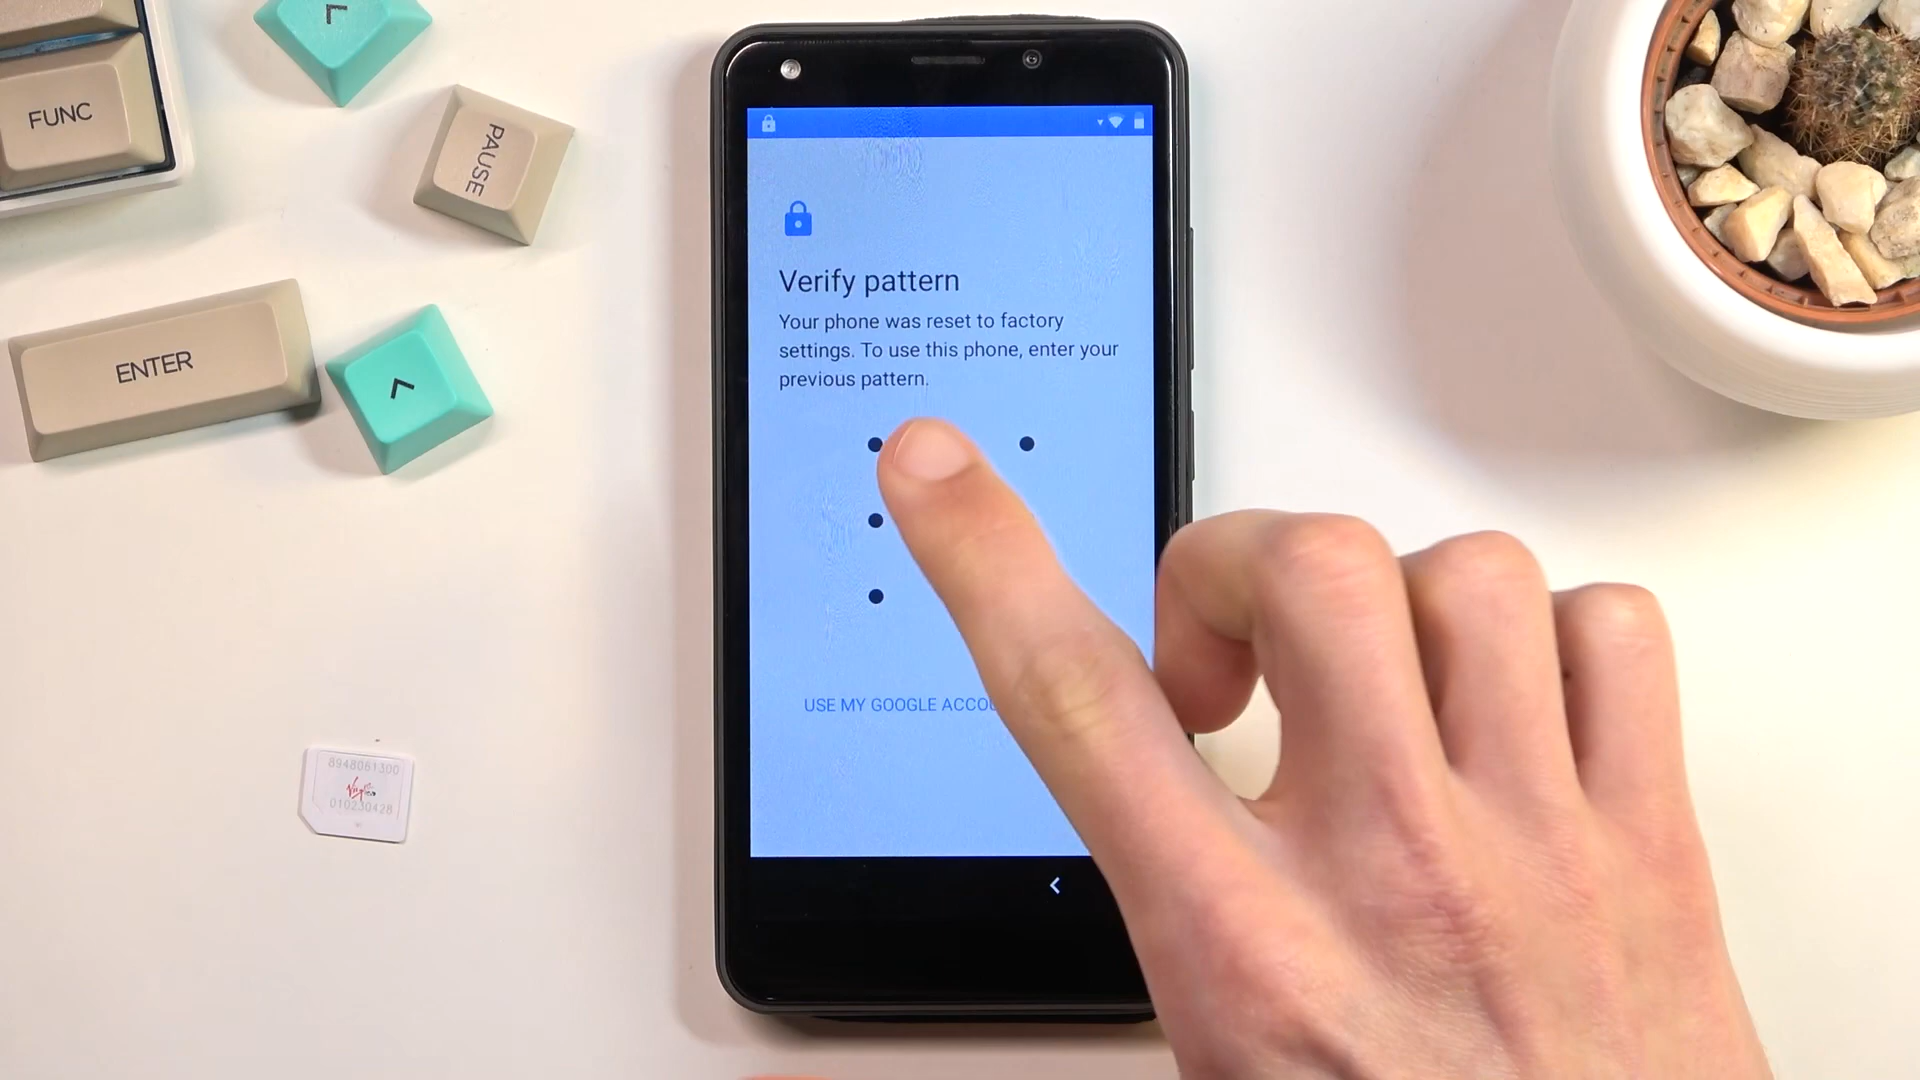 FUNC
PAUSE
ENTER
Verify pattern
Your phone was reset to factory
settings. To use this phone, enter your
previous pattern.
USE MY GOOGLE
8948061300
Virgin
010230428